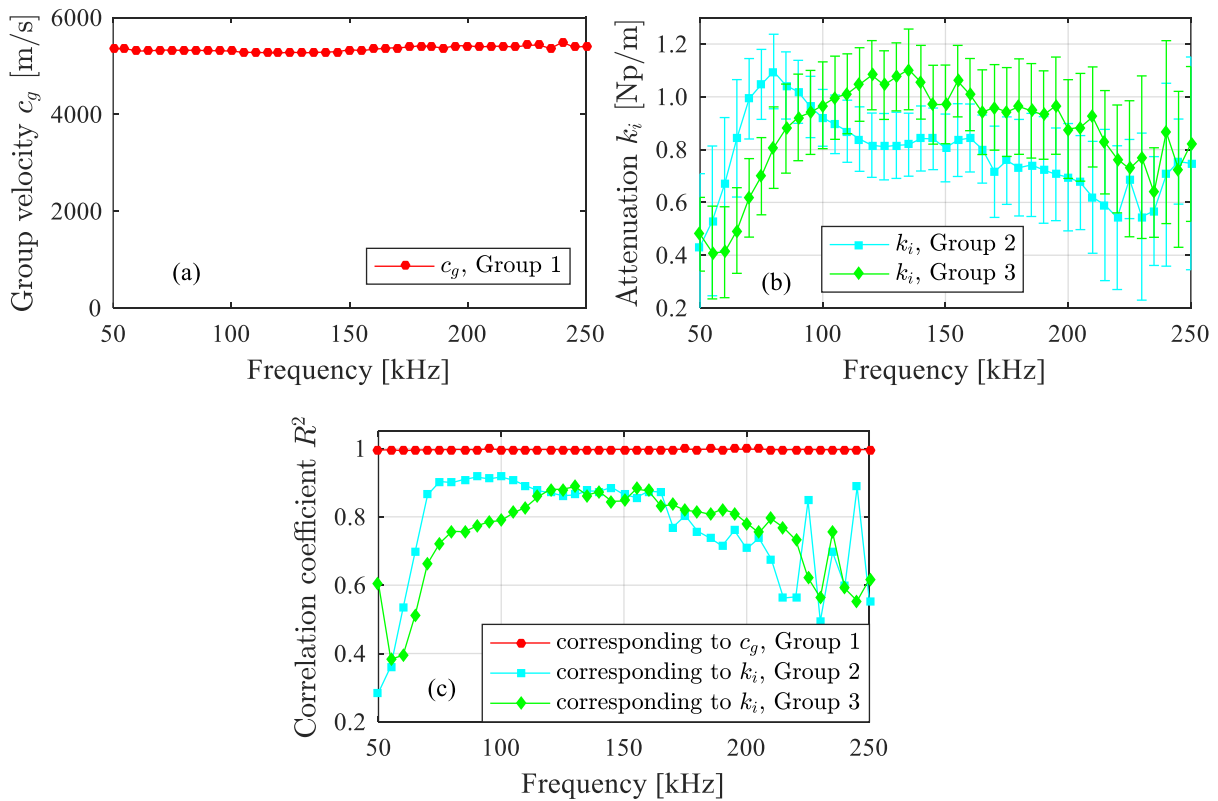 Group velocity c_g [m/s]
6000
4000
2000
0
c_g, Group 1
(a)
50
100
150
200
250
Frequency [kHz]
Attenuation k_i [Np/m]
1.2
1.0
0.8
0.6
0.4
0.2
k_i, Group 2
k_i, Group 3
(b)
50
100
150
200
250
Frequency [kHz]
Correlation coefficient R²
1
0.8
0.6
0.4
0.2
corresponding to c_g, Group 1
corresponding to k_i, Group 2
corresponding to k_i, Group 3
(c)
50
100
150
200
250
Frequency [kHz]